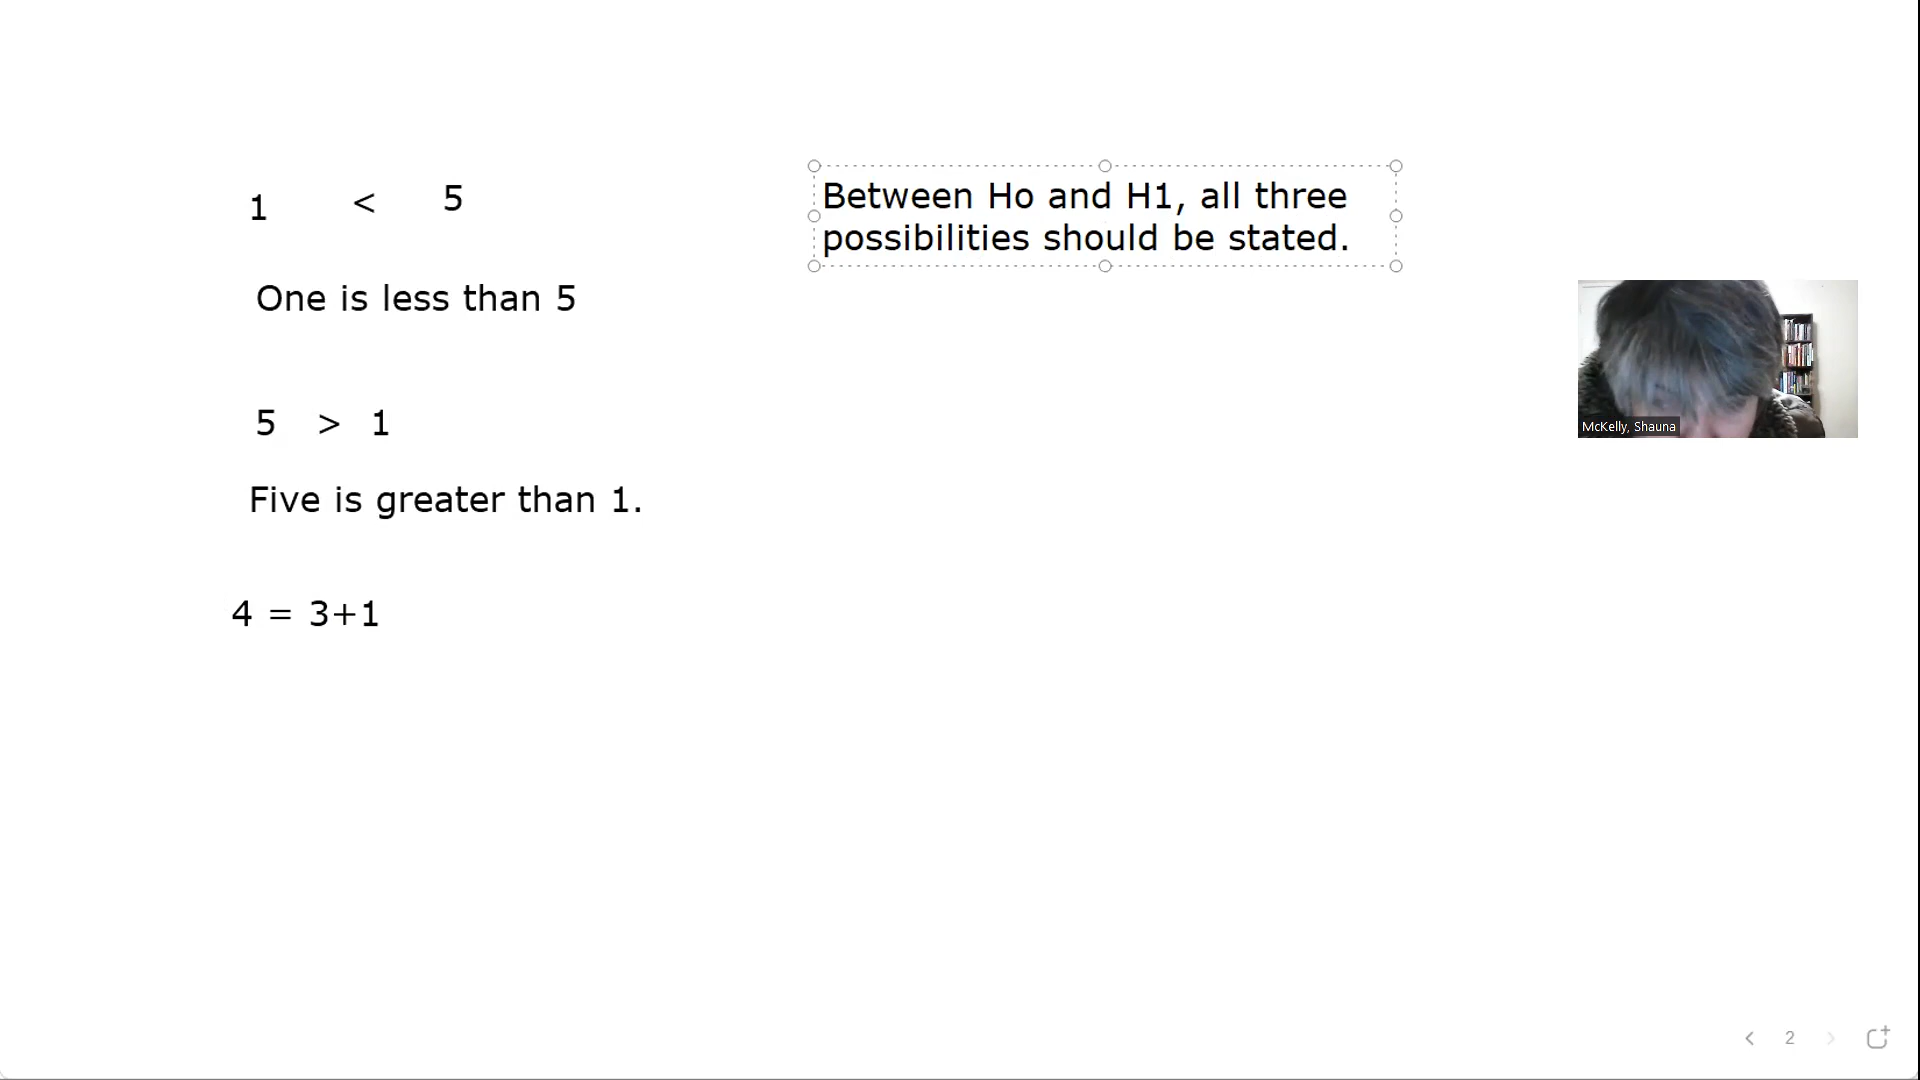 1 < 5
One is less than 5
5 > 1
Five is greater than 1.
4 = 3+1
Between Ho and H1, all three
possibilities should be stated.
McKelly, Shauna
2